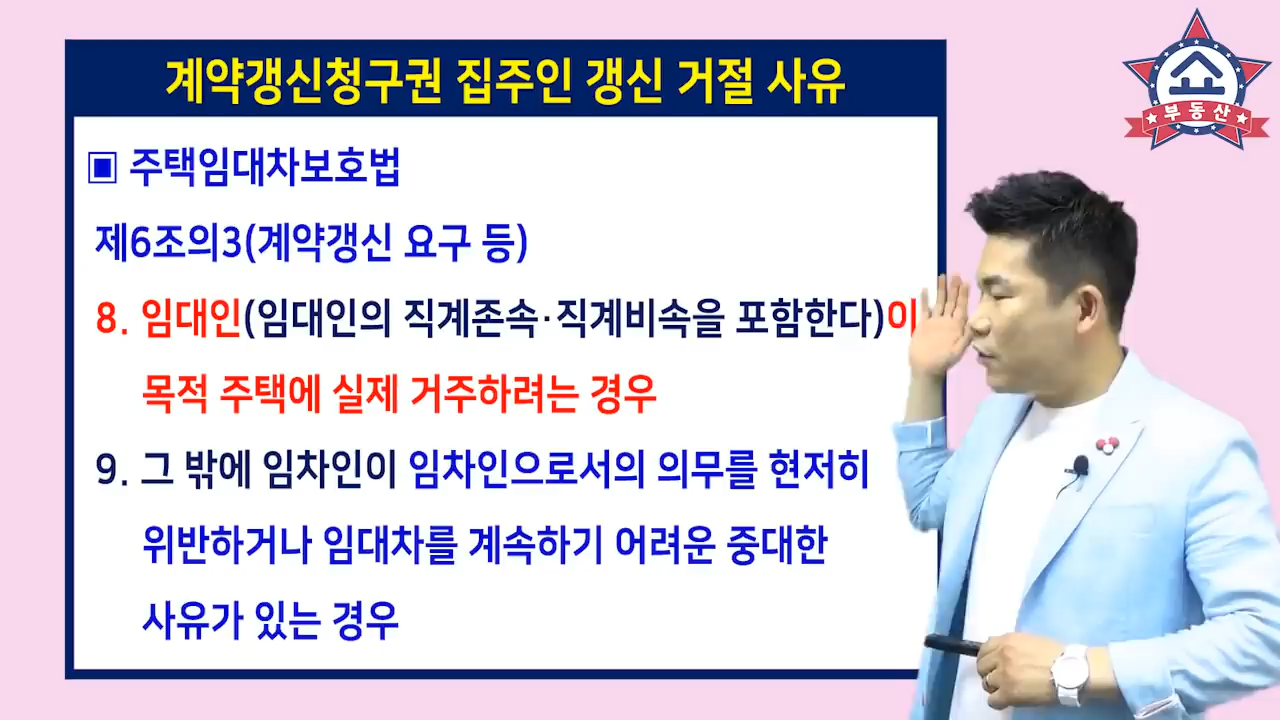 계약갱신청구권 집주인 갱신 거절 사유
▣ 주택임대차보호법
제6조의3(계약갱신 요구 등)
8. 임대인(임대인의 직계존속·직계비속을 포함한다)이
목적 주택에 실제 거주하려는 경우
9. 그 밖에 임차인이 임차인으로서의 의무를 현저히
위반하거나 임대차를 계속하기 어려운 중대한
사유가 있는 경우
부동산